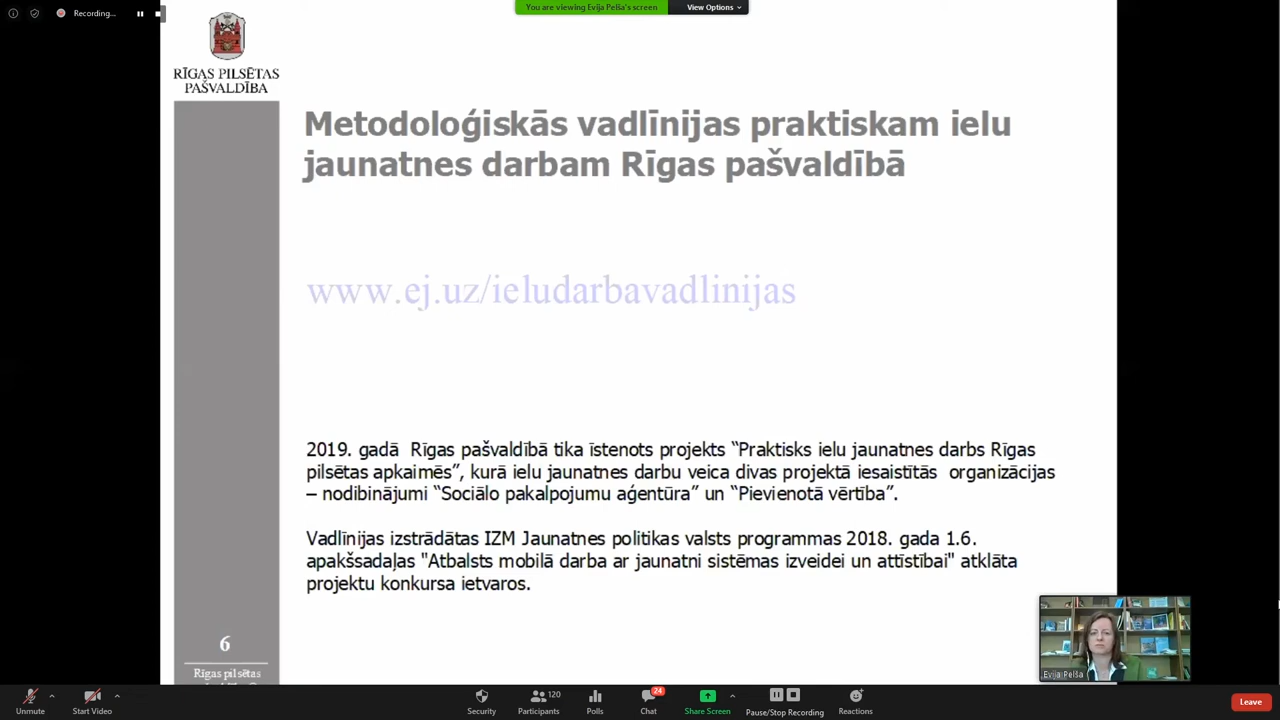 Recording...
You are viewing Evija Pelša's screen
View Options
RĪGAS PILSĒTAS
PAŠVALDĪBA
Metodoloģiskās vadlīnijas praktiskam ielu
jaunatnes darbam Rīgas pašvaldībā
www.ej.uz/ieludarbavadlinijas
2019. gadā Rīgas pašvaldībā tika īstenots projekts “Praktisks ielu jaunatnes darbs Rīgas
pilsētas apkaimēs”, kurā ielu jaunatnes darbu veica divas projektā iesaistītās organizācijas
– nodibinājumi “Sociālo pakalpojumu aģentūra” un “Pievienotā vērtība”.
Vadlīnijas izstrādātas IZM Jaunatnes politikas valsts programmas 2018. gada 1.6.
apakšsadaļas "Atbalsts mobilā darba ar jaunatni sistēmas izveidei un attīstībai" atklāta
projektu konkursa ietvaros.
6
Rīgas pilsētas
Evija Pelša
Unmute
Start Video
Security
Participants 120
Polls
Chat 24
Share Screen
Pause/Stop Recording
Reactions
Leave